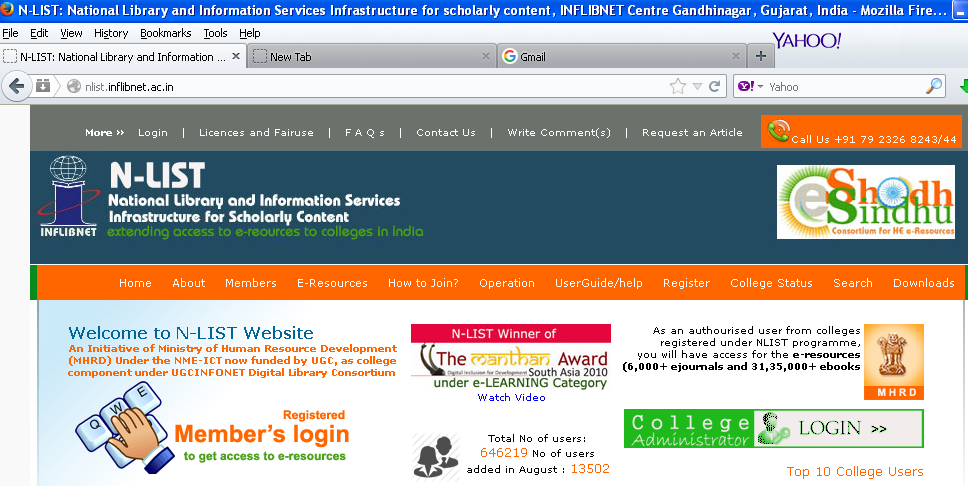 N-LIST: National Library and Information Services Infrastructure for scholarly content, INFLIBNET Centre Gandhinagar, Gujarat, India - Mozilla Fire...
File Edit View History Bookmarks Tools Help
YAHOO!
N-LIST: National Library and Information ... × New Tab × Gmail × +
nlist.inflibnet.ac.in
Y! Yahoo
More >> Login | Licences and Fairuse | F A Q s | Contact Us | Write Comment(s) | Request an Article
Call Us +91 79 2326 8243/44
N-LIST
National Library and Information Services
Infrastructure for Scholarly Content
extending access to e-resources to colleges in India
INFLIBNET
e Shodh
Sindhu
Consortium for HE e-Resources
Home About Members E-Resources How to Join? Operation UserGuide/help Register College Status Search Downloads
Welcome to N-LIST Website
An Initiative of Ministry of Human Resource Development
(MHRD) Under the NME-ICT now funded by UGC, as college
component under UGCINFONET Digital Library Consortium
Q W E
Registered
Member's login
to get access to e-resources
N-LIST Winner of
The manthan Award
Digital Inclusion for Development South Asia 2010
under e-LEARNING Category
Watch Video
Total No of users:
646219 No of users
added in August : 13502
As an authourised user from colleges
registered under NLIST programme,
you will have access for the e-resources
(6,000+ ejournals and 31,35,000+ ebooks
MHRD
College
Administrator
LOGIN >>
Top 10 College Users